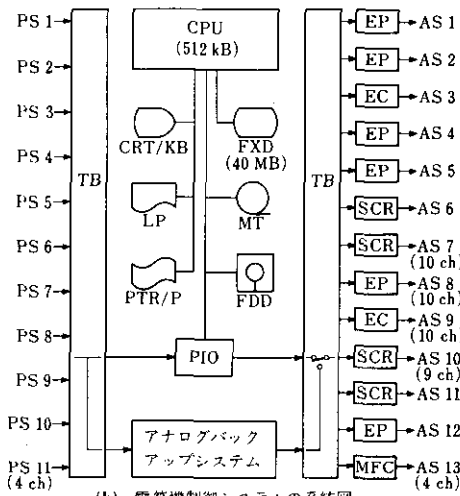 PS 1
PS 2
PS 3
PS 4
PS 5
PS 6
PS 7
PS 8
PS 9
PS 10
PS 11
(4 ch)
TB
CPU
(512 kB)
CRT/KB
FXD
(40 MB)
LP
MT
PTR/P
FDD
PIO
アナログバック
アップシステム
TB
EP AS 1
EP AS 2
EC AS 3
EP AS 4
EP AS 5
SCR AS 6
SCR AS 7
(10 ch)
EP AS 8
(10 ch)
EC AS 9
(10 ch)
SCR AS 10
(9 ch)
SCR AS 11
EP AS 12
MFC AS 13
(4 ch)